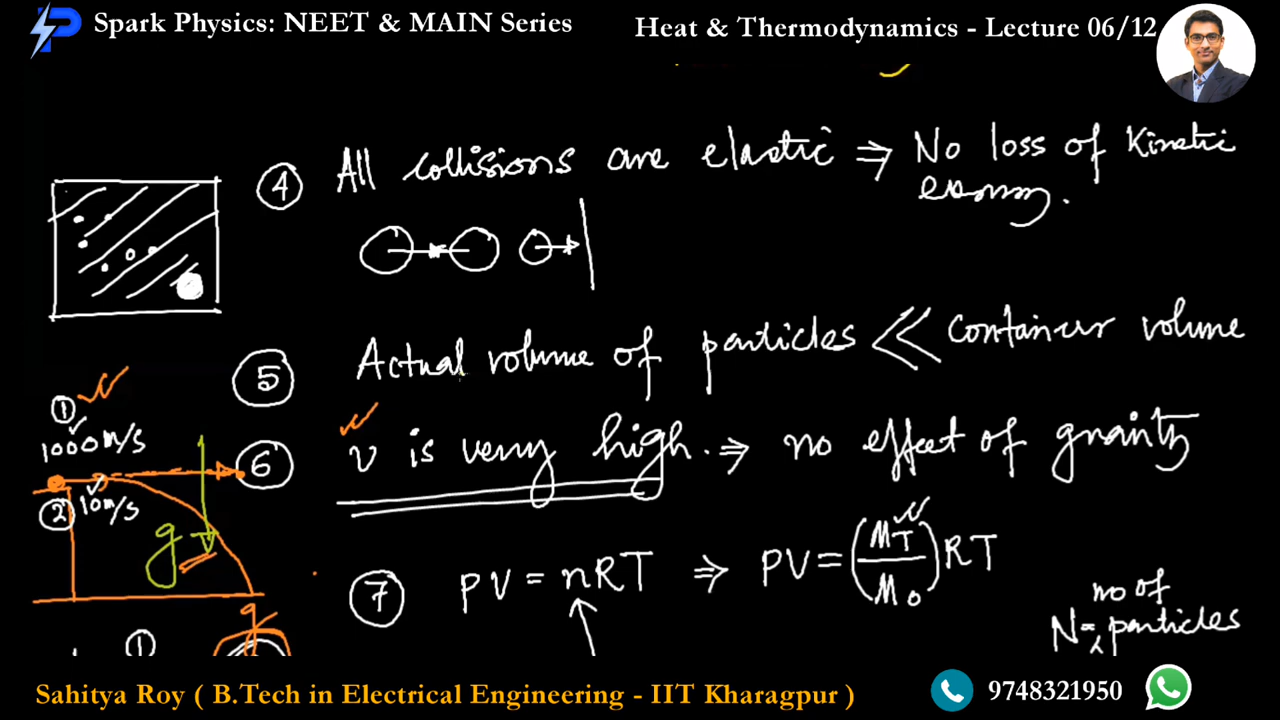 Spark Physics: NEET & MAIN Series
Heat & Thermodynamics - Lecture 06/12
④ All collisions are elastic ⇒ No loss of Kinetic
energy.
⑤ Actual volume of particles << container volume
①
1000m/s
② 10m/s
g
⑥ v is very high. ⇒ no effect of gravity
⑦ PV = nRT ⇒ PV = (M_T/M_0) RT
no of
N = particles
g
①
Sahitya Roy ( B.Tech in Electrical Engineering - IIT Kharagpur )
9748321950